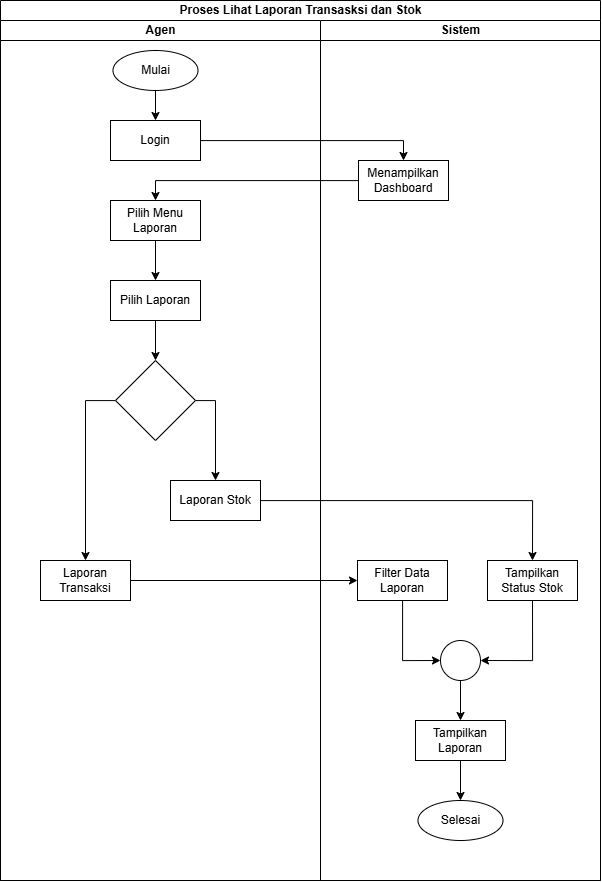 Proses Lihat Laporan Transasksi dan Stok
Agen
Sistem
Mulai
Login
Menampilkan
Dashboard
Pilih Menu
Laporan
Pilih Laporan
Laporan Stok
Laporan
Transaksi
Filter Data
Laporan
Tampilkan
Status Stok
Tampilkan
Laporan
Selesai